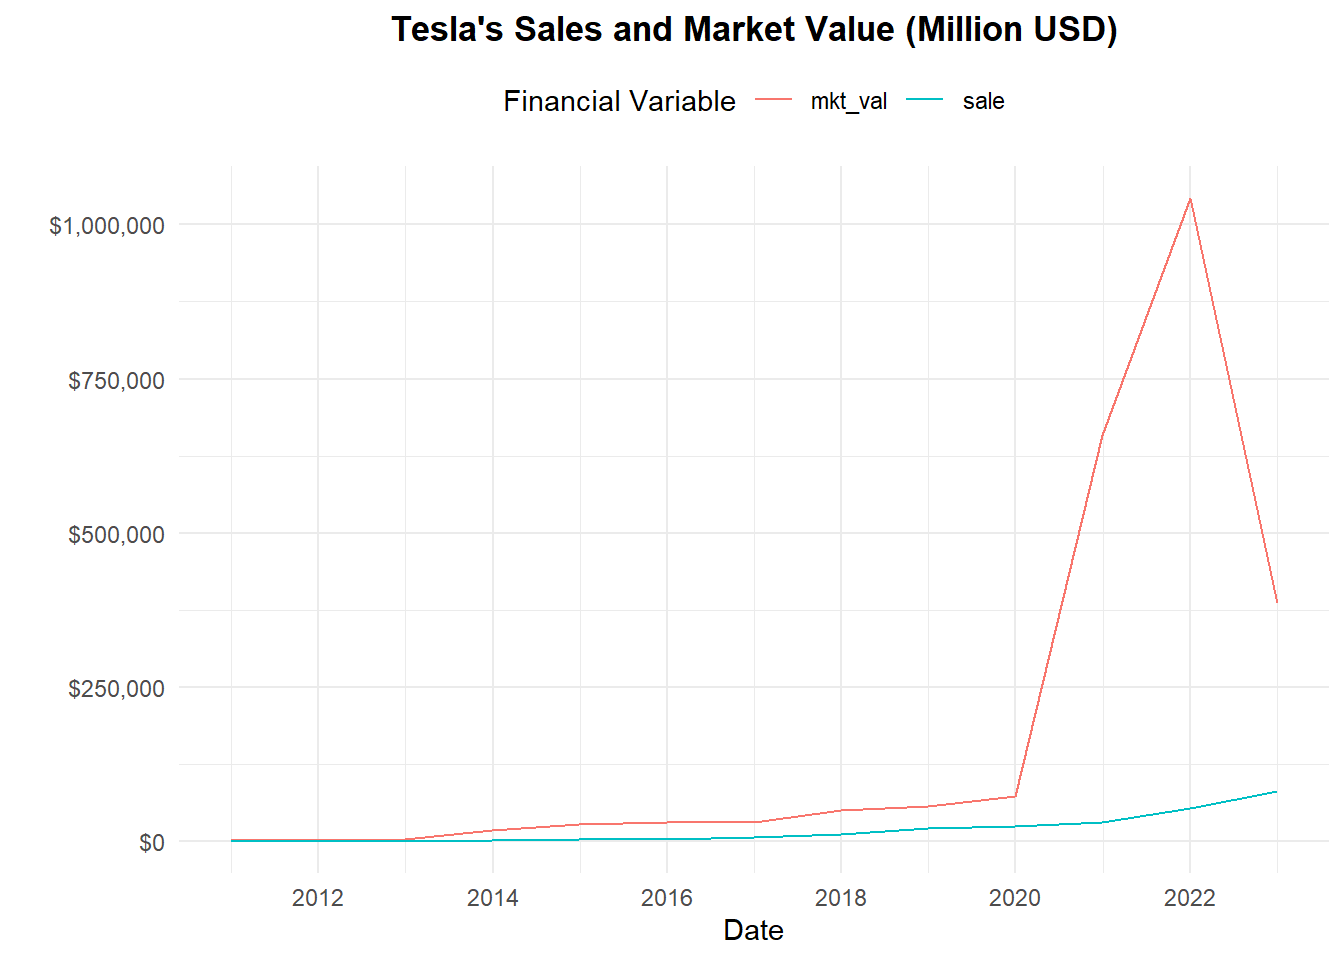 Tesla's Sales and Market Value (Million USD)
Financial Variable mkt_val sale
$1,000,000
$750,000
$500,000
$250,000
$0
2012 2014 2016 2018 2020 2022
Date